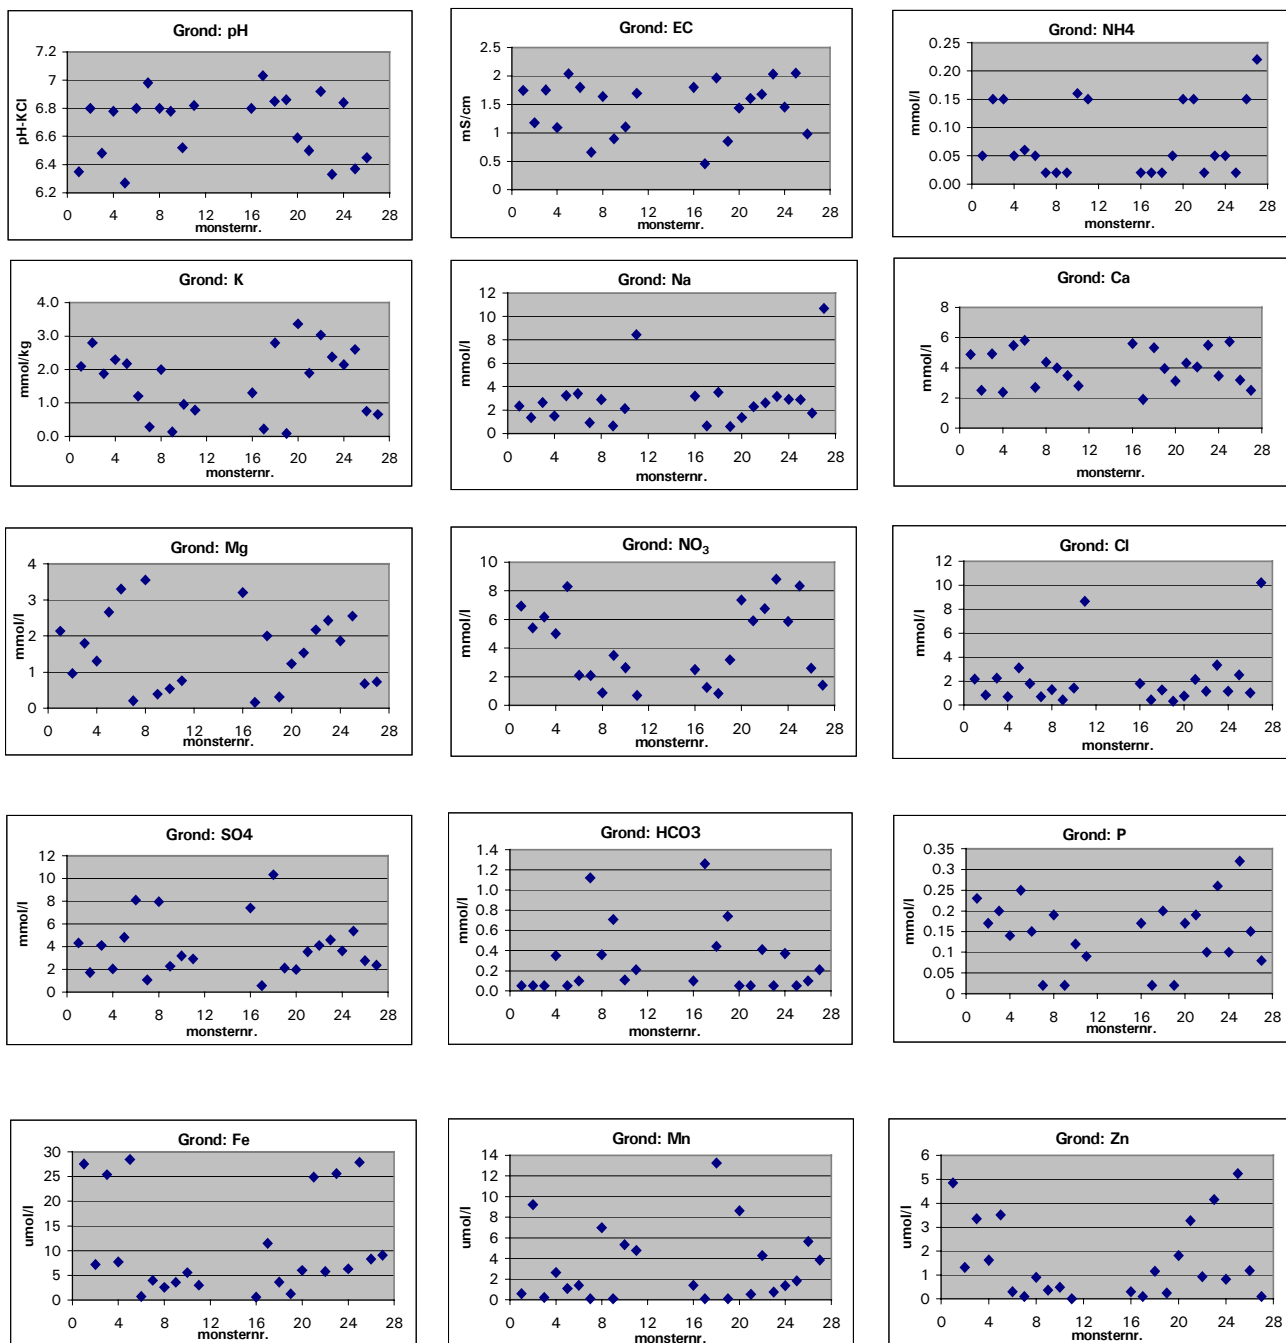 Grond: pH
pH-KCl
7.2
7
6.8
6.6
6.4
6.2
0 4 8 12 16 20 24 28
monsternr.
Grond: EC
mS/cm
2.5
2
1.5
1
0.5
0
0 4 8 12 16 20 24 28
monsternr.
Grond: NH4
mmol/l
0.25
0.20
0.15
0.10
0.05
0.00
0 4 8 12 16 20 24 28
monsternr.
Grond: K
mmol/kg
4.0
3.0
2.0
1.0
0.0
0 4 8 12 16 20 24 28
monsternr.
Grond: Na
mmol/l
12
10
8
6
4
2
0
0 4 8 12 16 20 24 28
monsternr.
Grond: Ca
mmol/l
8
6
4
2
0
0 4 8 12 16 20 24 28
monsternr.
Grond: Mg
mmol/l
4
3
2
1
0
0 4 8 12 16 20 24 28
monsternr.
Grond: NO₃
mmol/l
10
8
6
4
2
0
0 4 8 12 16 20 24 28
monsternr.
Grond: Cl
mmol/l
12
10
8
6
4
2
0
0 4 8 12 16 20 24 28
monsternr.
Grond: SO4
mmol/l
12
10
8
6
4
2
0
0 4 8 12 16 20 24 28
monsternr.
Grond: HCO3
mmol/l
1.4
1.2
1.0
0.8
0.6
0.4
0.2
0.0
0 4 8 12 16 20 24 28
monsternr.
Grond: P
mmol/l
0.35
0.3
0.25
0.2
0.15
0.1
0.05
0
0 4 8 12 16 20 24 28
monsternr.
Grond: Fe
umol/l
30
25
20
15
10
5
0
0 4 8 12 16 20 24 28
monsternr.
Grond: Mn
umol/l
14
12
10
8
6
4
2
0
0 4 8 12 16 20 24 28
monsternr.
Grond: Zn
umol/l
6
5
4
3
2
1
0
0 4 8 12 16 20 24 28
monsternr.